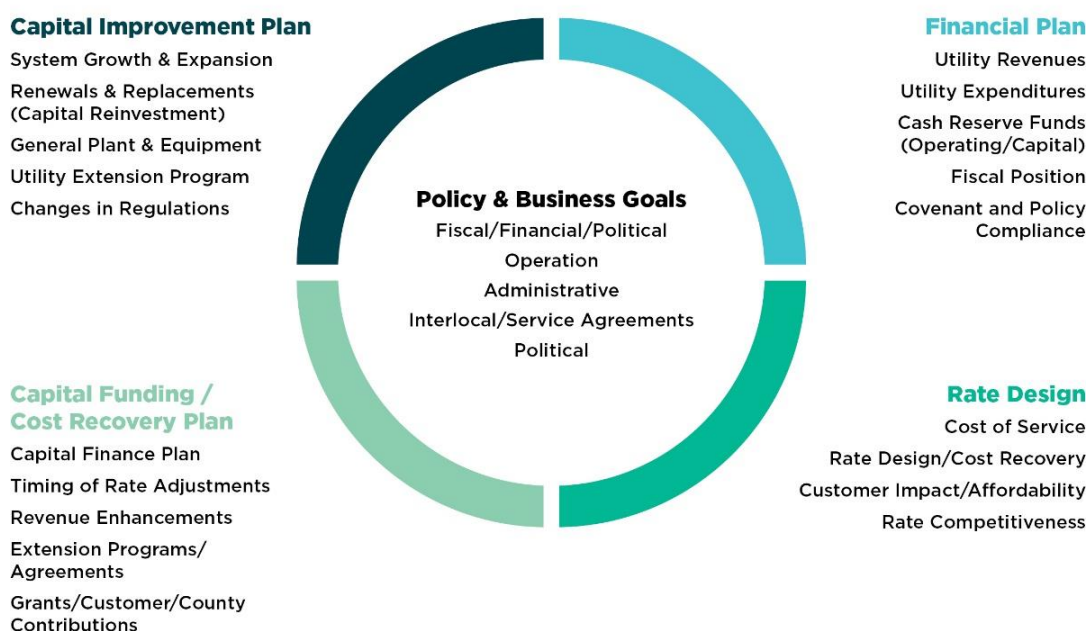 Capital Improvement Plan
System Growth & Expansion
Renewals & Replacements
(Capital Reinvestment)
General Plant & Equipment
Utility Extension Program
Changes in Regulations
Financial Plan
Utility Revenues
Utility Expenditures
Cash Reserve Funds
(Operating/Capital)
Fiscal Position
Covenant and Policy
Compliance
Policy & Business Goals
Fiscal/Financial/Political
Operation
Administrative
Interlocal/Service Agreements
Political
Capital Funding /
Cost Recovery Plan
Capital Finance Plan
Timing of Rate Adjustments
Revenue Enhancements
Extension Programs/
Agreements
Grants/Customer/County
Contributions
Rate Design
Cost of Service
Rate Design/Cost Recovery
Customer Impact/Affordability
Rate Competitiveness